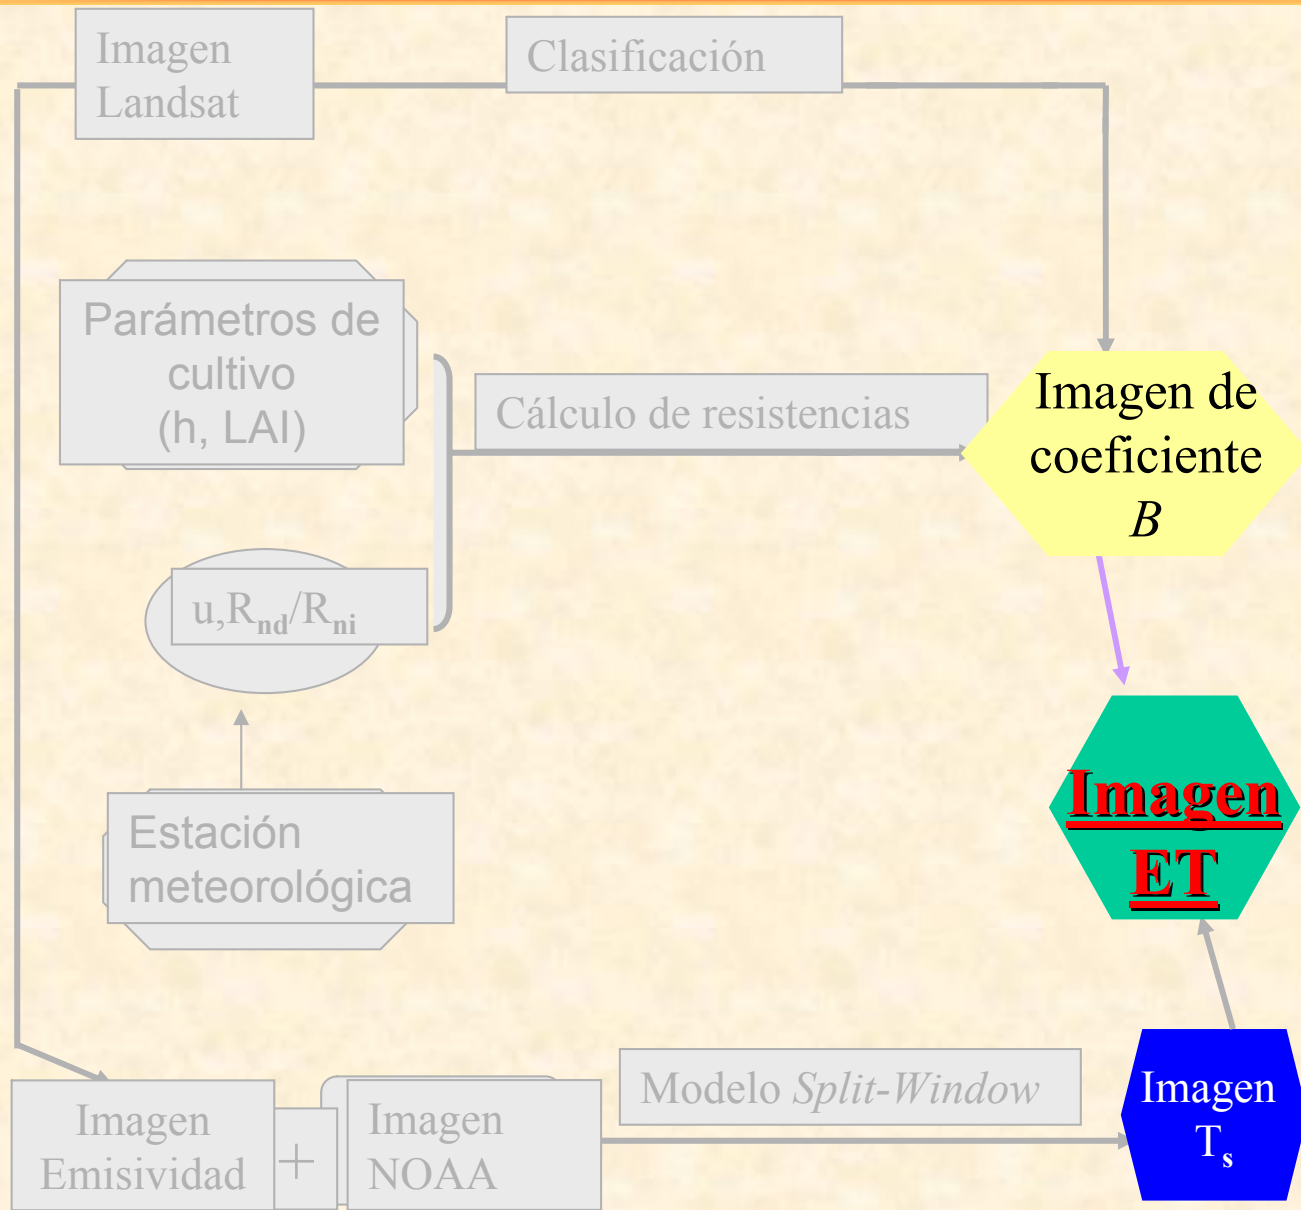 Imagen
Landsat
Clasificación
Parámetros de
cultivo
(h, LAI)
Cálculo de resistencias
Imagen de
coeficiente
B
u,Rnd/Rni
Imagen
ET
Estación
meteorológica
Modelo Split-Window
Imagen
Ts
Imagen
Emisividad
+
Imagen
NOAA